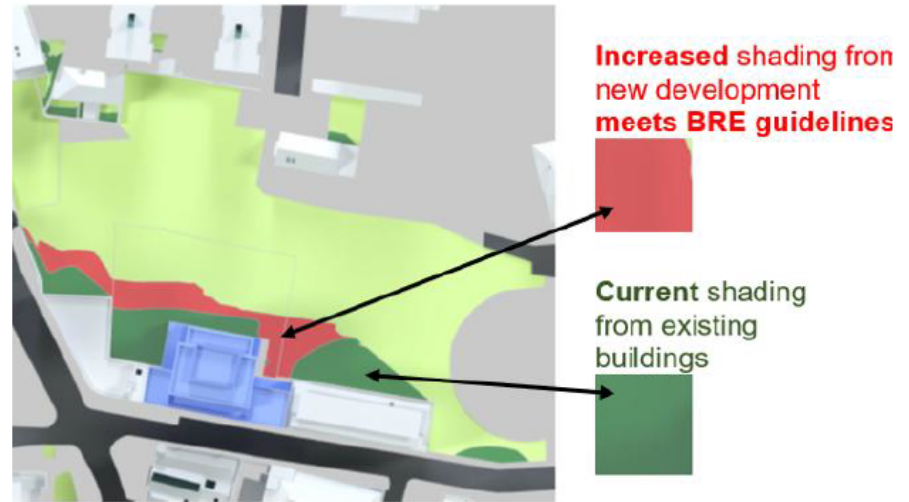 Increased shading from
new development
meets BRE guidelines
Current shading
from existing
buildings